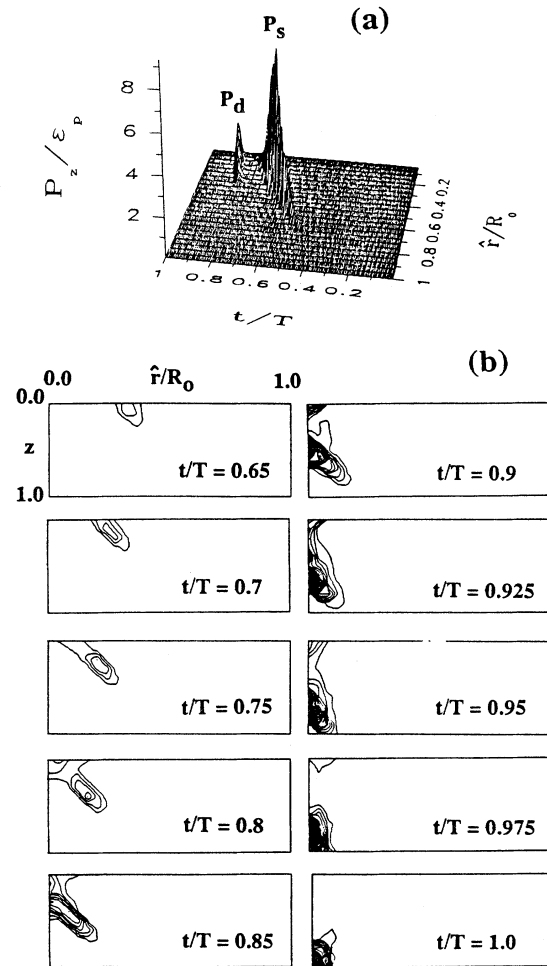 (a)
P_s
P_d
P_z/ε_p
8
6
4
2
1 0.8 0.6 0.4 0.2
t/T
1 0.8 0.6 0.4 0.2
r̂/R_o
(b)
0.0 r̂/R_o 1.0
0.0
z
1.0
t/T = 0.65
t/T = 0.9
t/T = 0.7
t/T = 0.925
t/T = 0.75
t/T = 0.95
t/T = 0.8
t/T = 0.975
t/T = 0.85
t/T = 1.0